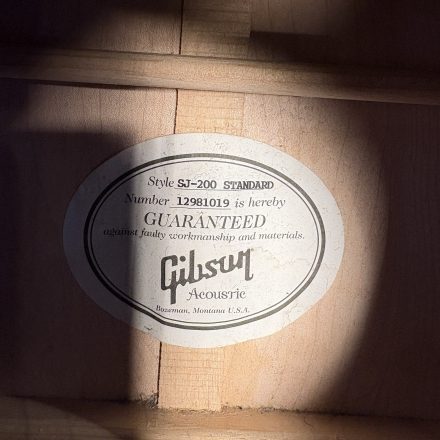 Style SJ-200 STANDARD
Number 12981019 is hereby
GUARANTEED
against faulty workmanship and materials.
Gibson
Acoustic
Bozeman, Montana U.S.A.